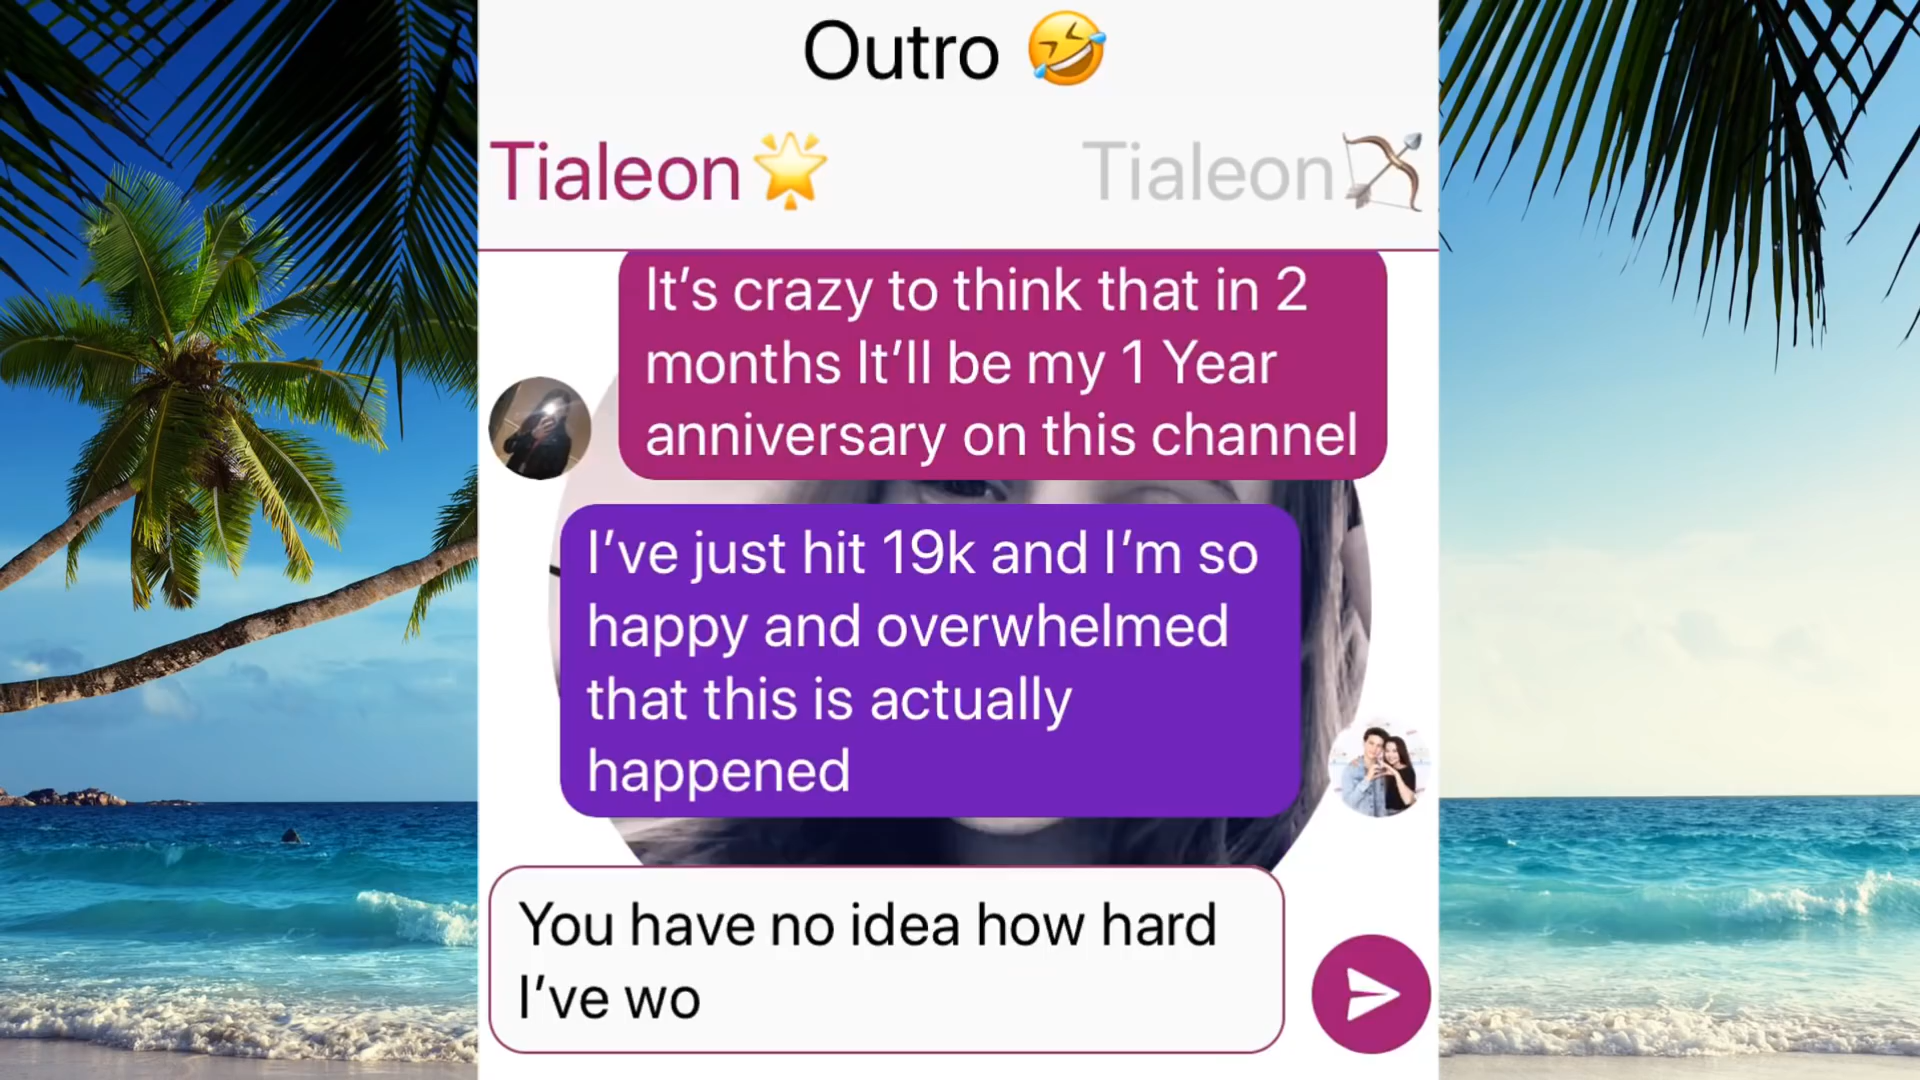 Outro 🤣
Tialeon🌟
Tialeon🏹
It’s crazy to think that in 2
months It’ll be my 1 Year
anniversary on this channel
I’ve just hit 19k and I’m so
happy and overwhelmed
that this is actually
happened
You have no idea how hard
I’ve wo